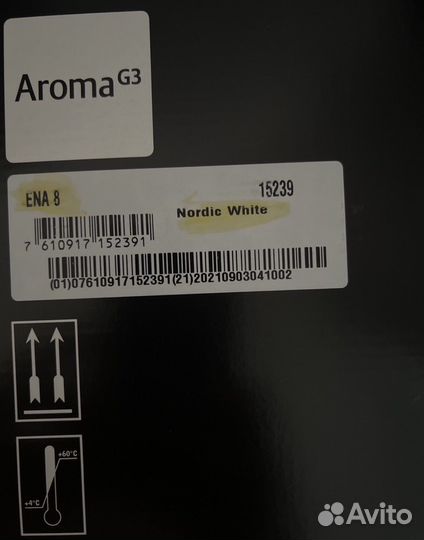 Aroma G3
ENA 8 15239
Nordic White
7 610917 152391
(01)07610917152391(21)20210903041002
+60°C
+4°C
Avito